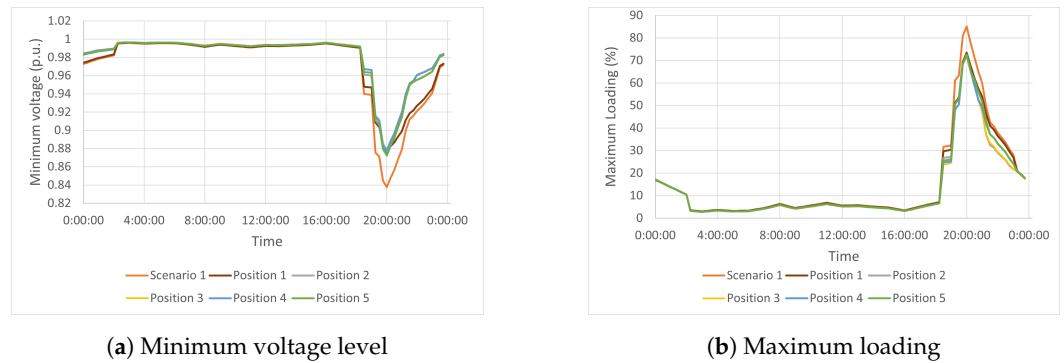 1.02
1
0.98
0.96
0.94
0.92
0.9
0.88
0.86
0.84
0.82
Minimum voltage (p.u.)
0:00:00 4:00:00 8:00:00 12:00:00 16:00:00 20:00:00 0:00:00
Time
Scenario 1 Position 1 Position 2
Position 3 Position 4 Position 5
(a) Minimum voltage level
90
80
70
60
50
40
30
20
10
0
Maximum Loading (%)
0:00:00 4:00:00 8:00:00 12:00:00 16:00:00 20:00:00 0:00:00
Time
Scenario 1 Position 1 Position 2
Position 3 Position 4 Position 5
(b) Maximum loading